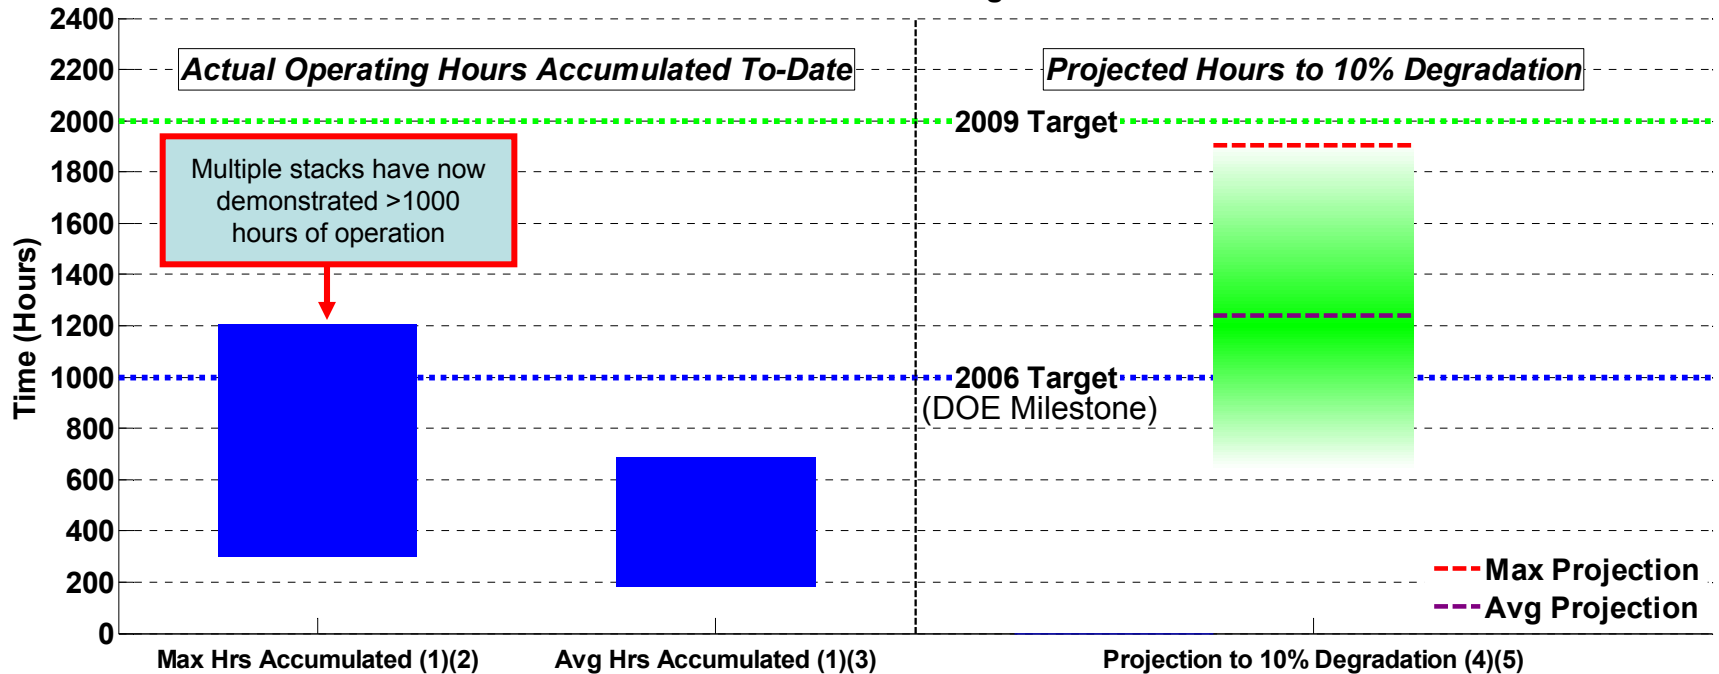 2400
2200
2000
1800
1600
1400
1200
1000
800
600
400
200
0
Time (Hours)
Actual Operating Hours Accumulated To-Date
Projected Hours to 10% Degradation
2009 Target
Multiple stacks have now
demonstrated >1000
hours of operation
2006 Target
(DOE Milestone)
Max Projection
Avg Projection
Max Hrs Accumulated (1)(2)
Avg Hrs Accumulated (1)(3)
Projection to 10% Degradation (4)(5)